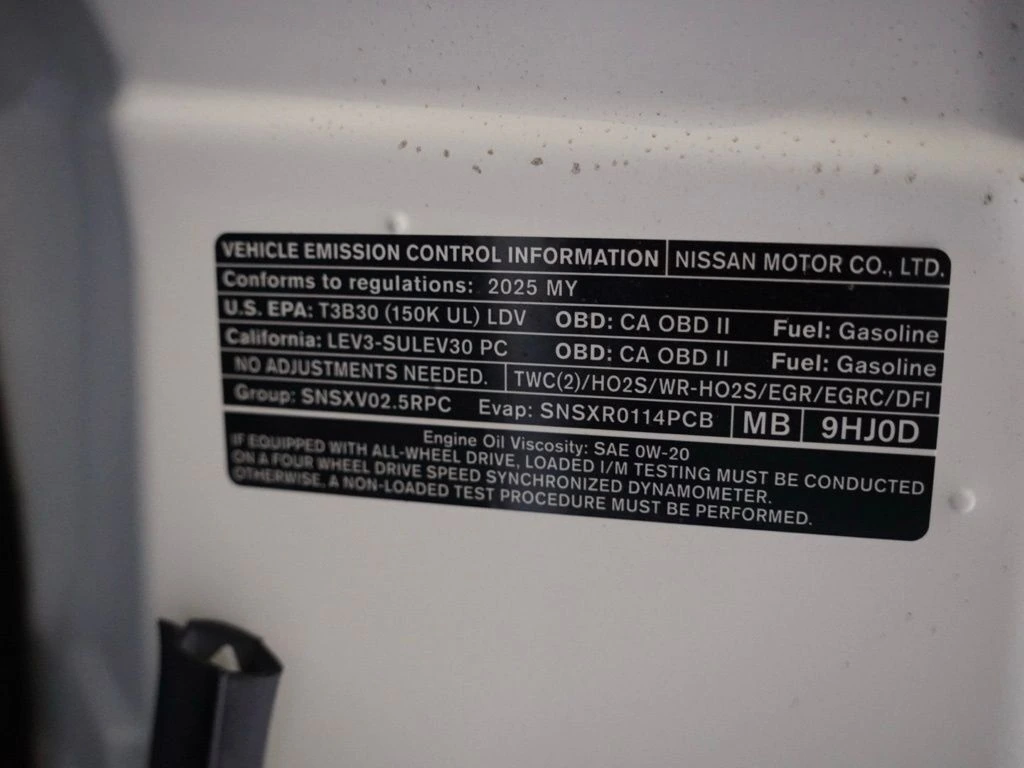 VEHICLE EMISSION CONTROL INFORMATION NISSAN MOTOR CO., LTD.
Conforms to regulations: 2025 MY
U.S. EPA: T3B30 (150K UL) LDV OBD: CA OBD II Fuel: Gasoline
California: LEV3-SULEV30 PC OBD: CA OBD II Fuel: Gasoline
NO ADJUSTMENTS NEEDED. TWC(2)/HO2S/WR-HO2S/EGR/EGRC/DFI
Group: SNSXV02.5RPC Evap: SNSXR0114PCB MB 9HJ0D
Engine Oil Viscosity: SAE 0W-20
IF EQUIPPED WITH ALL-WHEEL DRIVE, LOADED I/M TESTING MUST BE CONDUCTED
ON A FOUR WHEEL DRIVE SPEED SYNCHRONIZED DYNAMOMETER.
OTHERWISE, A NON-LOADED TEST PROCEDURE MUST BE PERFORMED.